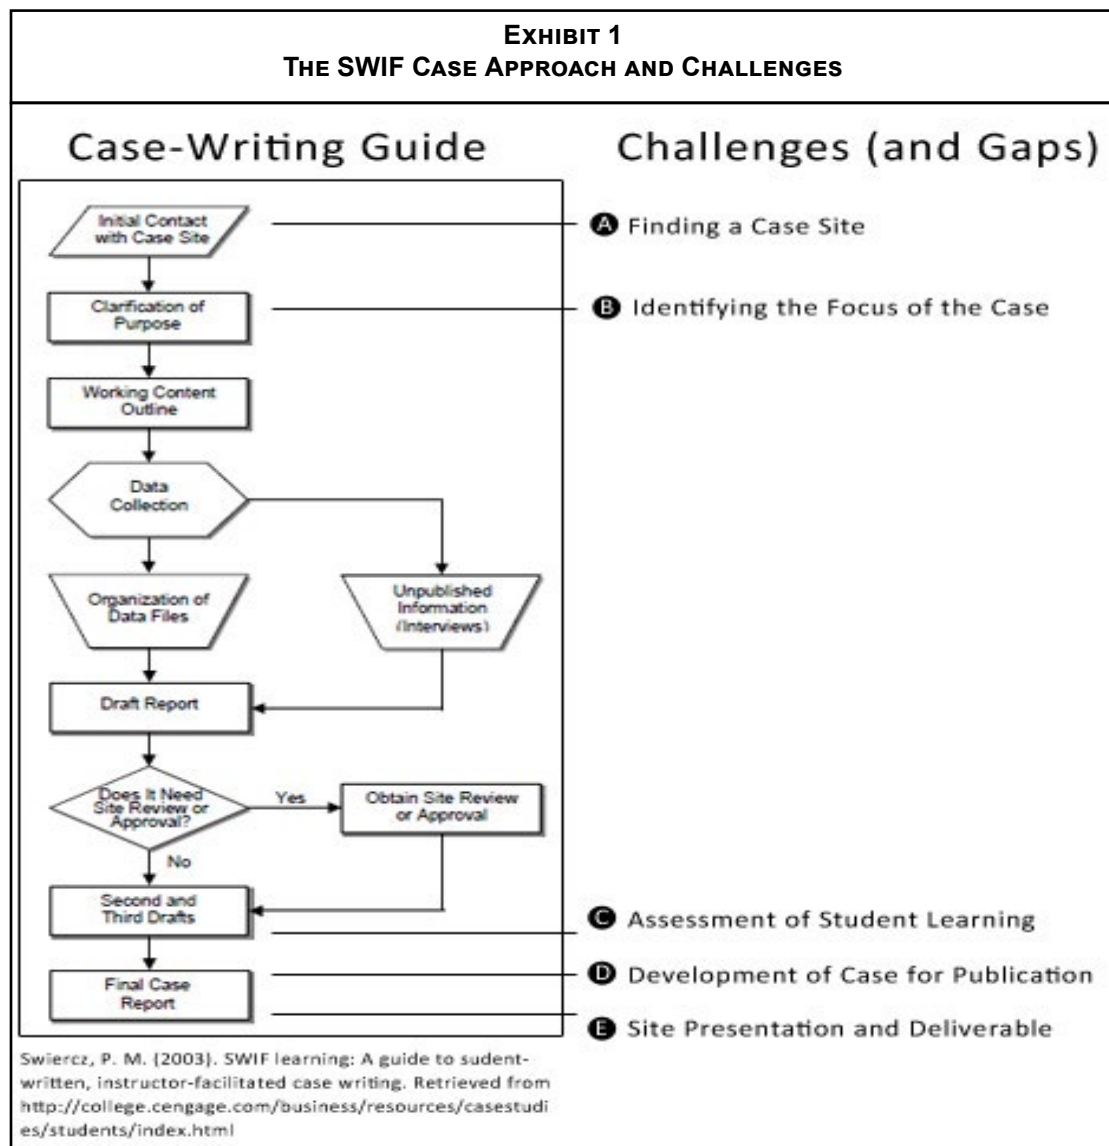 EXHIBIT 1
THE SWIF CASE APPROACH AND CHALLENGES
Case-Writing Guide
Challenges (and Gaps)
Initial Contact
with Case Site
A Finding a Case Site
Clarification of
Purpose
B Identifying the Focus of the Case
Working Content
Outline
Data
Collection
Organization of
Data Files
Unpublished
Information
(Interviews)
Draft Report
Does It Need
Site Review or
Approval?
Yes
Obtain Site Review
or Approval
No
Second and
Third Drafts
C Assessment of Student Learning
D Development of Case for Publication
Final Case
Report
E Site Presentation and Deliverable
Swiercz, P. M. (2003). SWIF learning: A guide to sudent-
written, instructor-facilitated case writing. Retrieved from
http://college.cengage.com/business/resources/casestudi
es/students/index.html